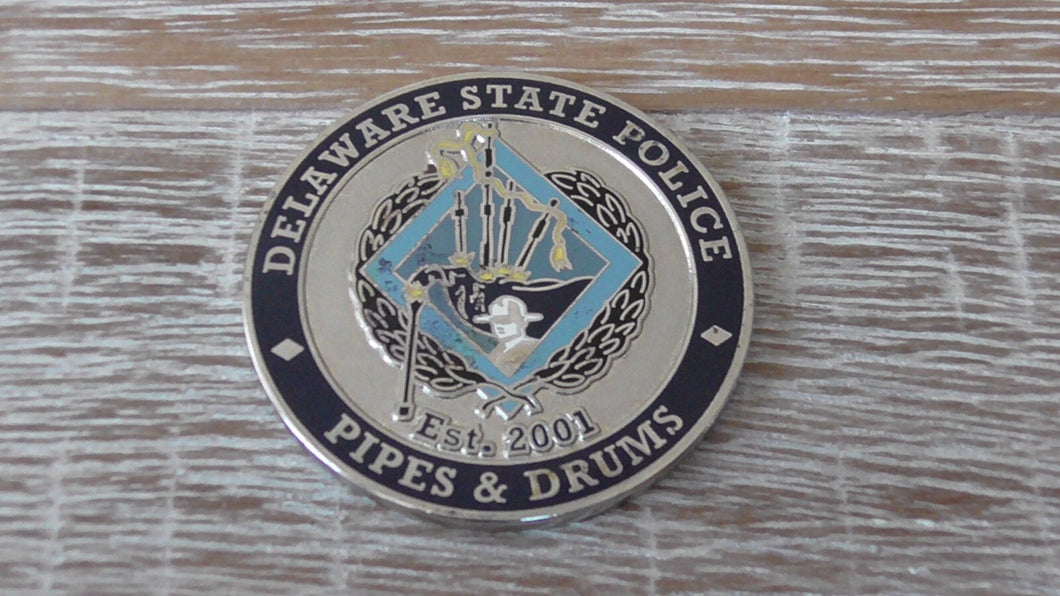 DELAWARE STATE POLICE
Est. 2001
PIPES & DRUMS